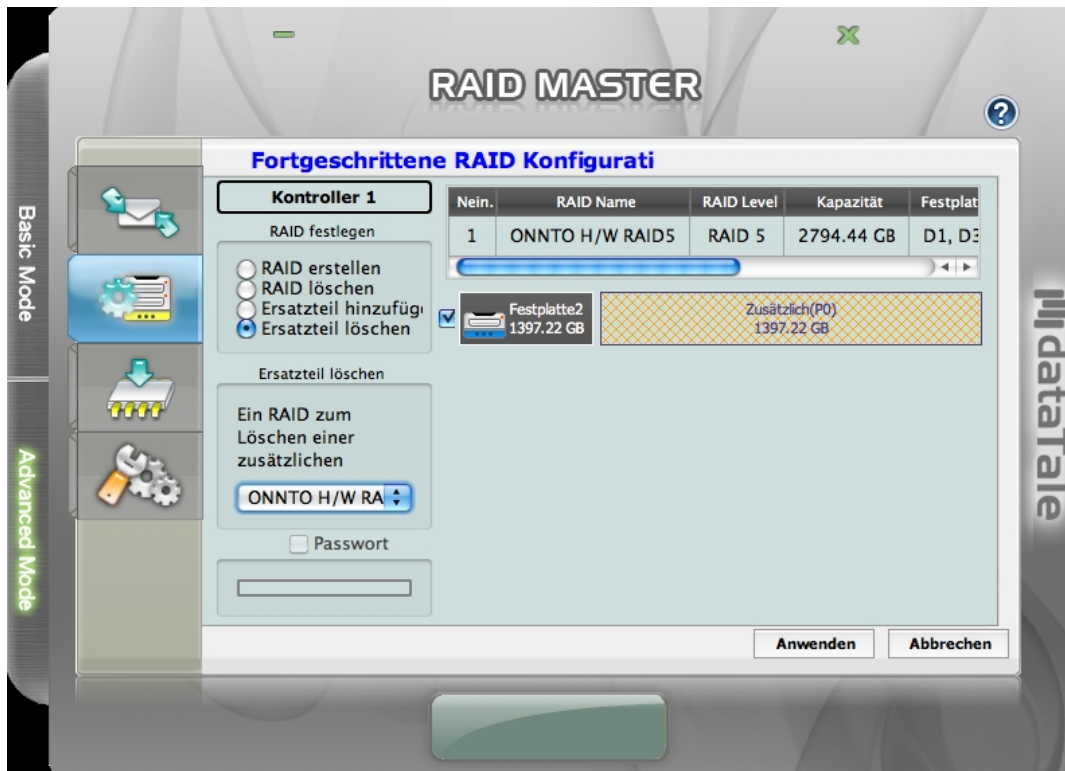 RAID MASTER
?
Fortgeschrittene RAID Konfigurati
Basic Mode
Advanced Mode
Kontroller 1
RAID festlegen
RAID erstellen
RAID löschen
Ersatzteil hinzufüg
Ersatzteil löschen
Ersatzteil löschen
Ein RAID zum
Löschen einer
zusätzlichen
ONNTO H/W RA
Passwort
Nein. RAID Name RAID Level Kapazität Festplat
1 ONNTO H/W RAID5 RAID 5 2794.44 GB D1, D3
Festplatte2
1397.22 GB
Zusätzlich(P0)
1397.22 GB
Anwenden Abbrechen
dataTale